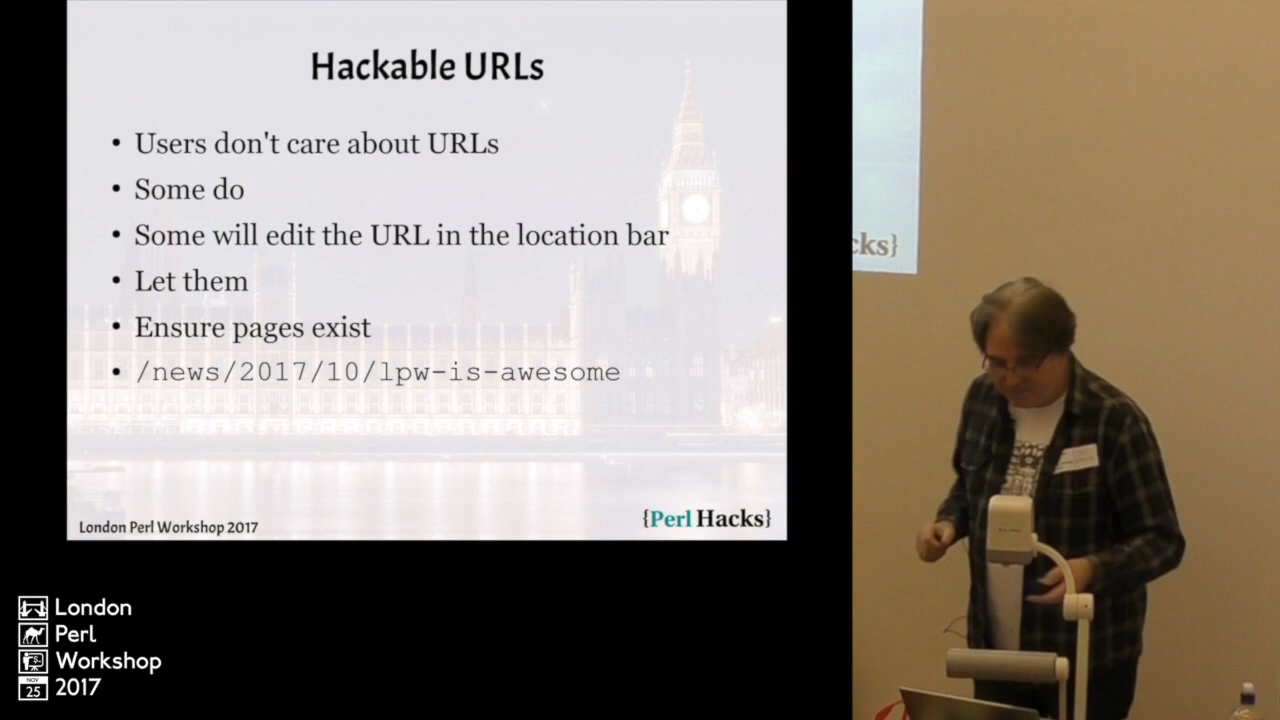 Hackable URLs
Users don't care about URLs
Some do
Some will edit the URL in the location bar
Let them
Ensure pages exist
/news/2017/10/lpw-is-awesome
London Perl Workshop 2017
{Perl Hacks}
cks}
London
Perl
Workshop
NOV
25
2017